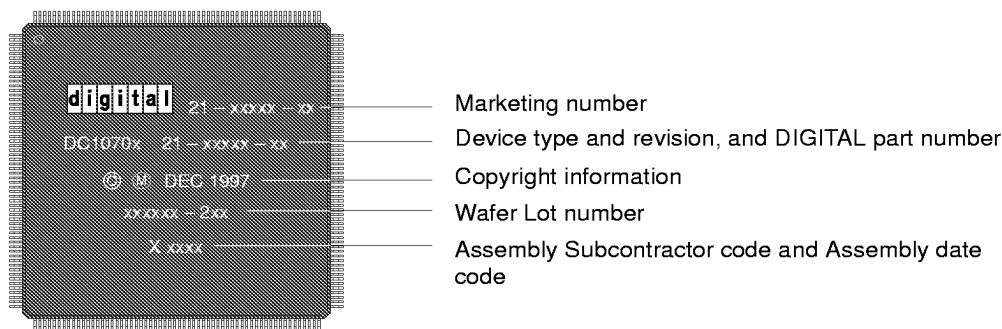 digital 21 – xxxxx – xx
Marketing number
DC1070x 21 – xxxxx – xx
Device type and revision, and DIGITAL part number
© Ⓜ DEC 1997
Copyright information
xxxxxx – 2xx
Wafer Lot number
X xxxx
Assembly Subcontractor code and Assembly date
code